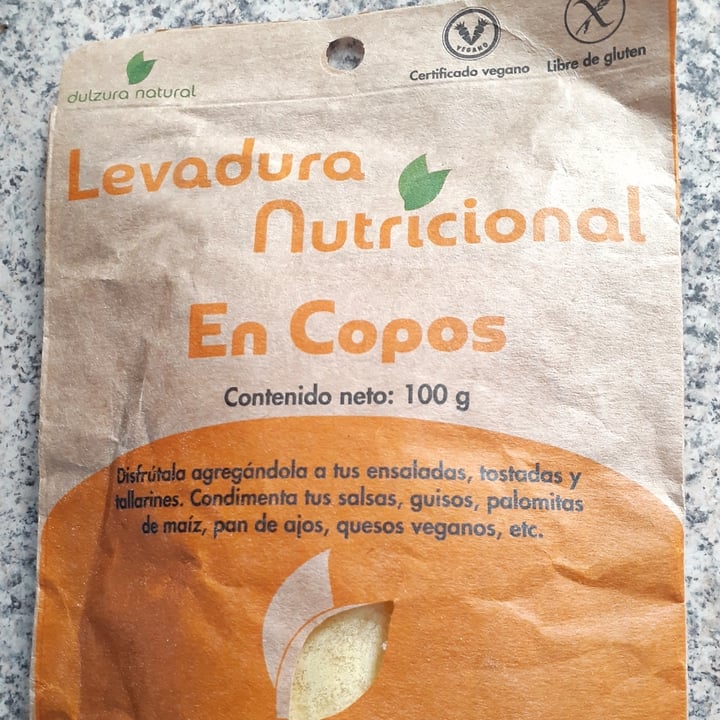 dulzura natural
VEGANO
Certificado vegano
Libre de gluten
Levadura
Nutricional
En Copos
Contenido neto: 100 g
Disfrútala agregándola a tus ensaladas, tostadas y
tallarines. Condimenta tus salsas, guisos, palomitas
de maíz, pan de ajos, quesos veganos, etc.